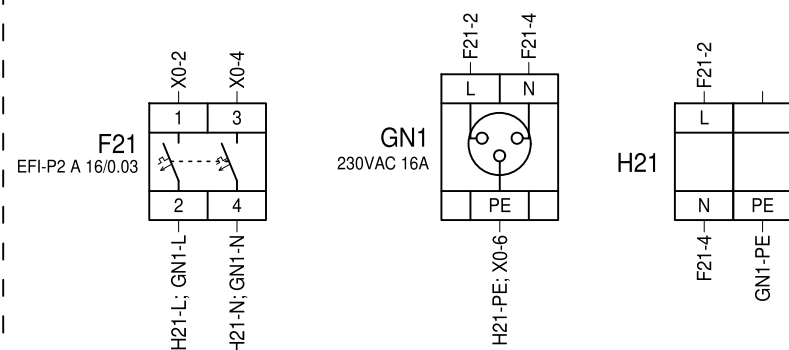 X0-2
X0-4
1
3
F21
EFI-P2 A 16/0.03
2
4
H21-L; GN1-L
H21-N; GN1-N
F21-2
F21-4
L
N
GN1
230VAC 16A
PE
H21-PE; X0-6
F21-2
L
H21
N
PE
F21-4
GN1-PE